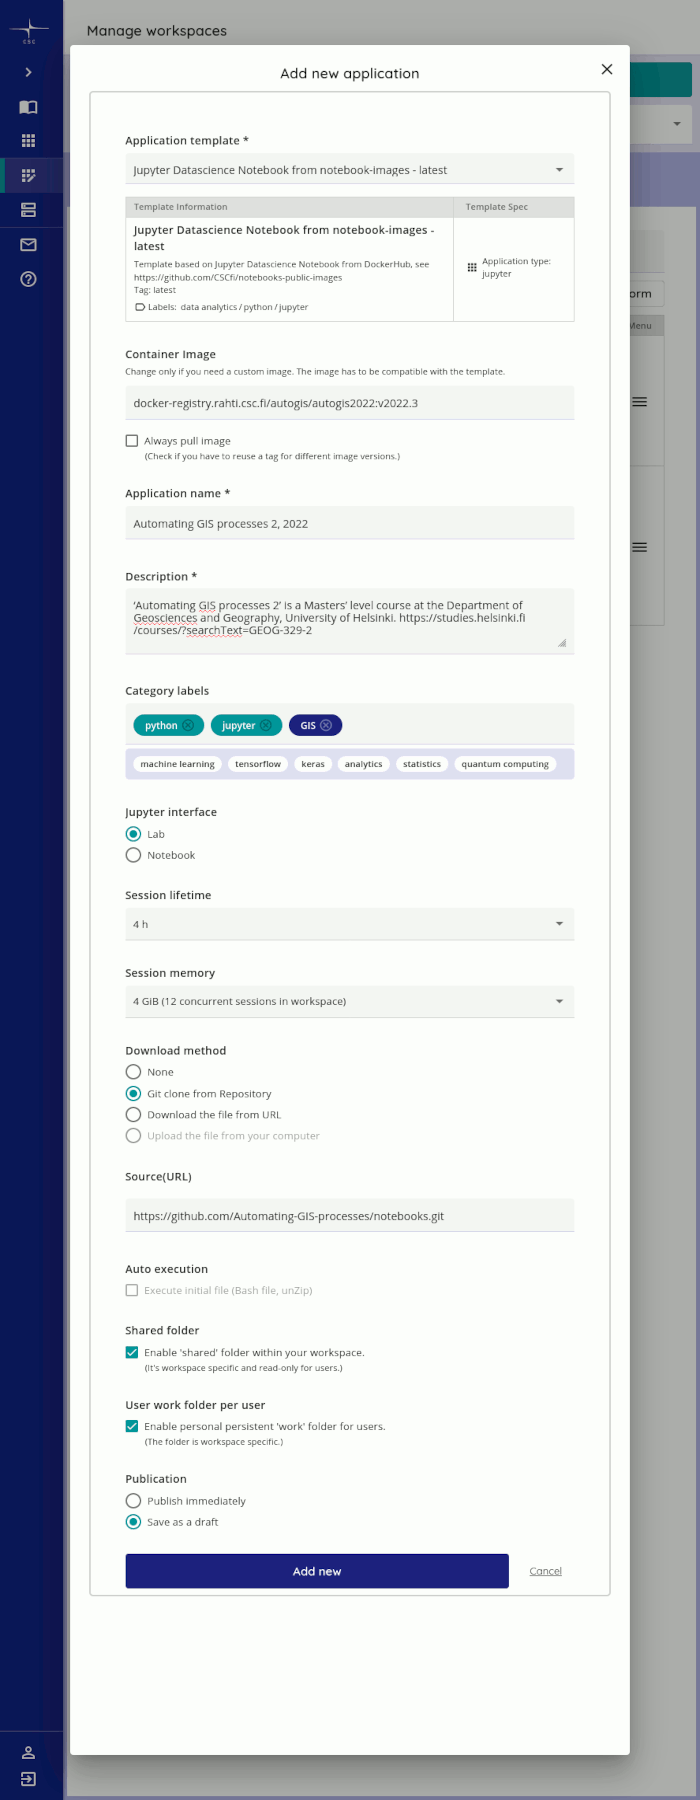 CSC
Manage workspaces
Add new application
Application template *
Jupyter Datascience Notebook from notebook-images - latest
Template Information
Template Spec
Jupyter Datascience Notebook from notebook-images -
latest
Template based on Jupyter Datascience Notebook from DockerHub, see
https://github.com/CSCfi/notebooks-public-images
Tag: latest
Labels: data analytics / python / jupyter
Application type:
jupyter
orm
Menu
Container Image
Change only if you need a custom image. The image has to be compatible with the template.
docker-registry.rahti.csc.fi/autogis/autogis2022:v2022.3
Always pull image
(Check if you have to reuse a tag for different image versions.)
Application name *
Automating GIS processes 2, 2022
Description *
‘Automating GIS processes 2’ is a Masters’ level course at the Department of
Geosciences and Geography, University of Helsinki. https://studies.helsinki.fi
/courses/?searchText=GEOG-329-2
Category labels
python
jupyter
GIS
machine learning
tensorflow
keras
analytics
statistics
quantum computing
Jupyter interface
Lab
Notebook
Session lifetime
4 h
Session memory
4 GiB (12 concurrent sessions in workspace)
Download method
None
Git clone from Repository
Download the file from URL
Upload the file from your computer
Source(URL)
https://github.com/Automating-GIS-processes/notebooks.git
Auto execution
Execute initial file (Bash file, unZip)
Shared folder
Enable 'shared' folder within your workspace.
(It's workspace specific and read-only for users.)
User work folder per user
Enable personal persistent 'work' folder for users.
(The folder is workspace specific.)
Publication
Publish immediately
Save as a draft
Add new
Cancel